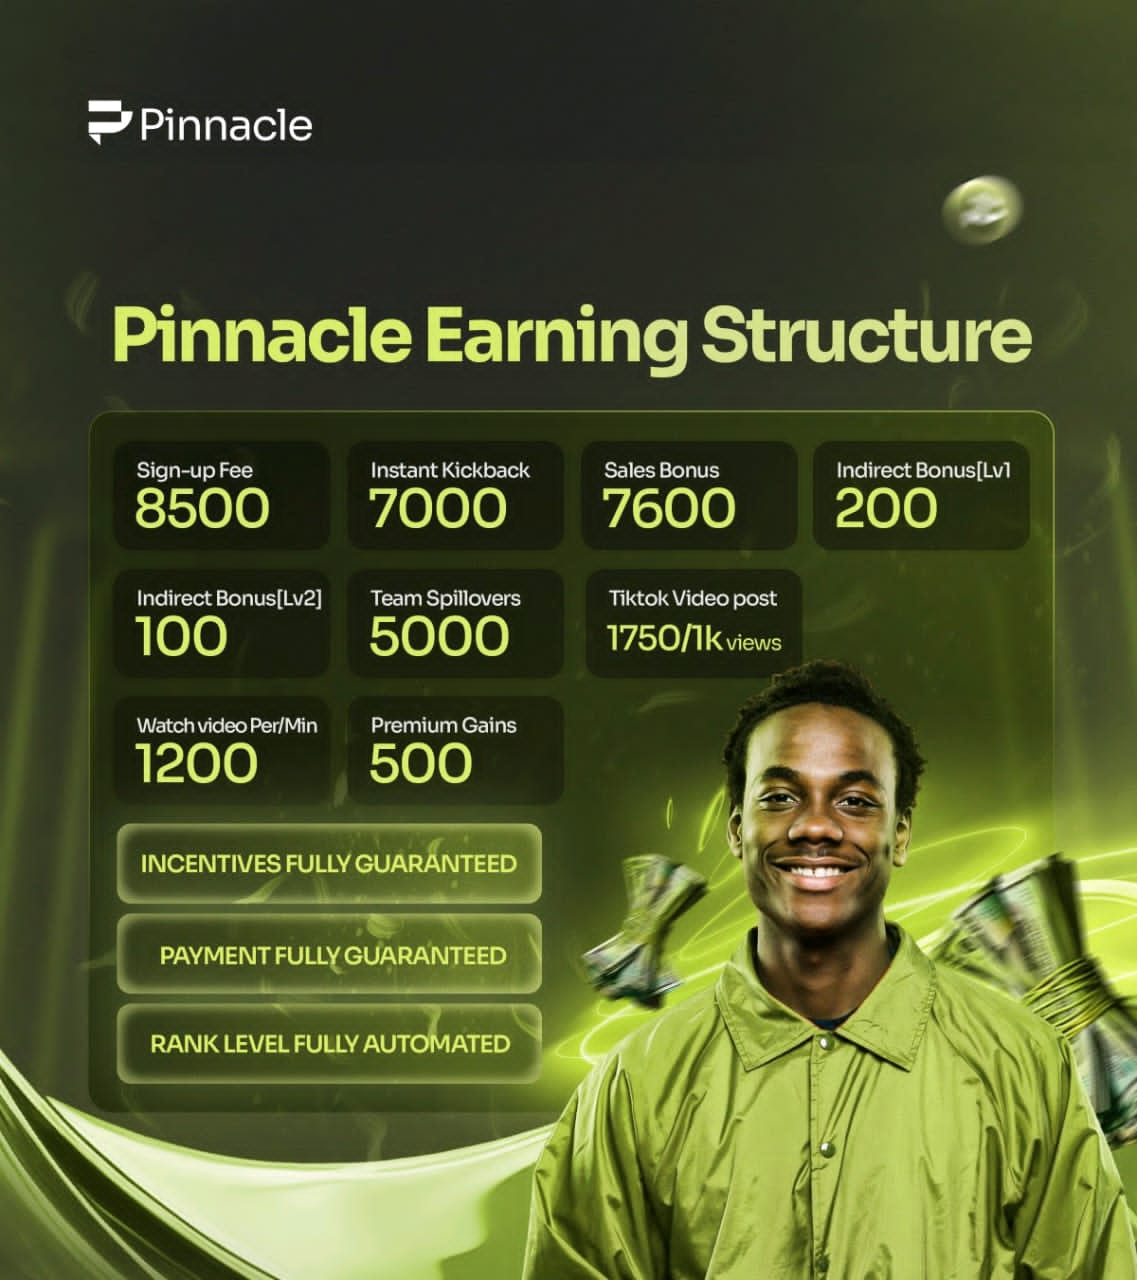 Pinnacle
Pinnacle Earning Structure
Sign-up Fee
8500
Instant Kickback
7000
Sales Bonus
7600
Indirect Bonus[Lv1
200
Indirect Bonus[Lv2]
100
Team Spillovers
5000
Tiktok Video post
1750/1k views
Watch video Per/Min
1200
Premium Gains
500
INCENTIVES FULLY GUARANTEED
PAYMENT FULLY GUARANTEED
RANK LEVEL FULLY AUTOMATED